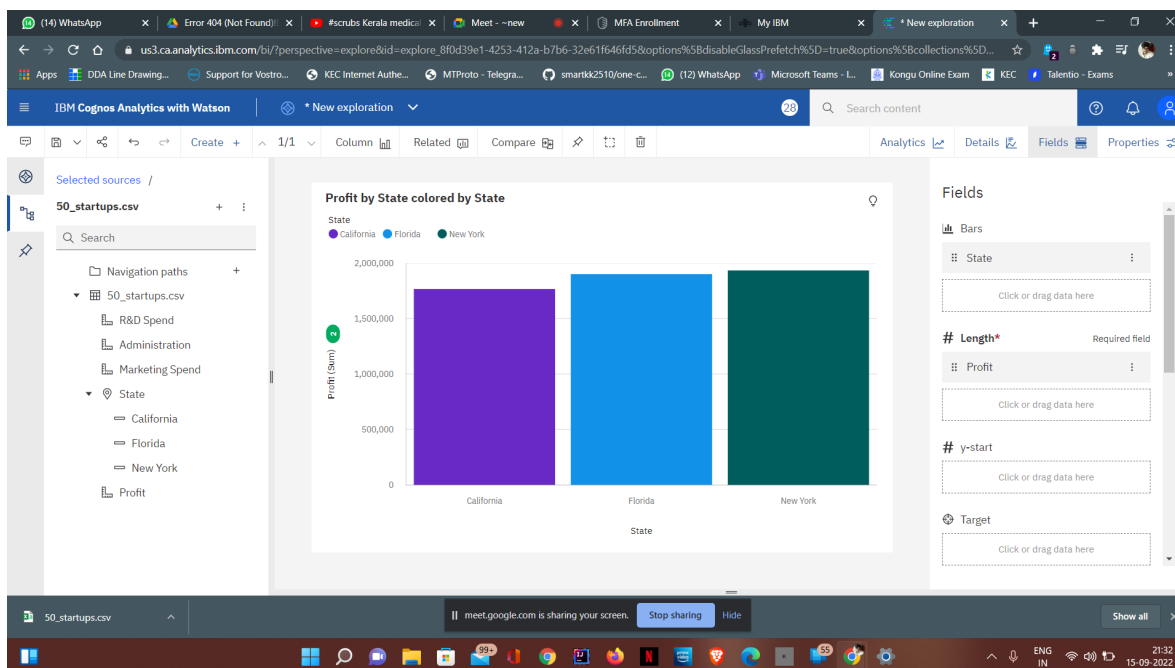 (14) WhatsApp
Error 404 (Not Found)!
#scrubs Kerala medical
Meet - ~new
MFA Enrollment
My IBM
* New exploration
us3.ca.analytics.ibm.com/bi/?perspective=explore&id=explore_8f0d39e1-4253-412a-b7b6-32e61f646fd5&options%5BdisableGlassPrefetch%5D=true&options%5Bcollections%5D...
2
Apps
DDA Line Drawing...
Support for Vostro...
KEC Internet Authe...
MTProto - Telegra...
smartkk2510/one-c...
(12) WhatsApp
Microsoft Teams - I...
Kongu Online Exam
KEC
Talentio - Exams
»
IBM Cognos Analytics with Watson
* New exploration
28
Search content
Create +
1/1
Column
Related
Compare
Analytics
Details
Fields
Properties
Selected sources /
50_startups.csv
Search
Navigation paths
50_startups.csv
R&D Spend
Administration
Marketing Spend
State
California
Florida
New York
Profit
Profit by State colored by State
State
California
Florida
New York
2,000,000
1,500,000
1,000,000
500,000
0
2
Profit (Sum)
California
Florida
New York
State
Fields
Bars
State
Click or drag data here
# Length*
Required field
Profit
Click or drag data here
# y-start
Click or drag data here
Target
Click or drag data here
50_startups.csv
meet.google.com is sharing your screen.
Stop sharing
Hide
Show all
99+
55
ENG
IN
21:32